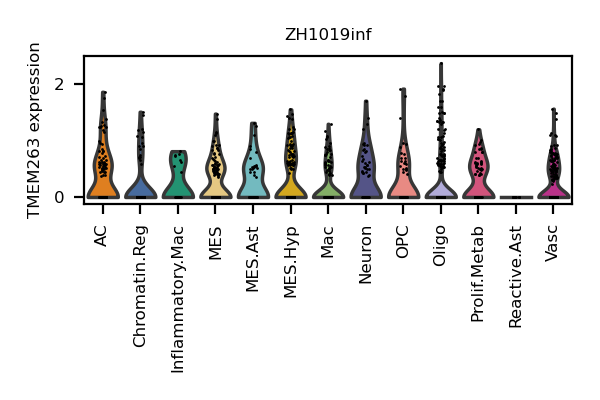 ZH1019inf
TMEM263 expression
2
0
AC
Chromatin.Reg
Inflammatory.Mac
MES
MES.Ast
MES.Hyp
Mac
Neuron
OPC
Oligo
Prolif.Metab
Reactive.Ast
Vasc